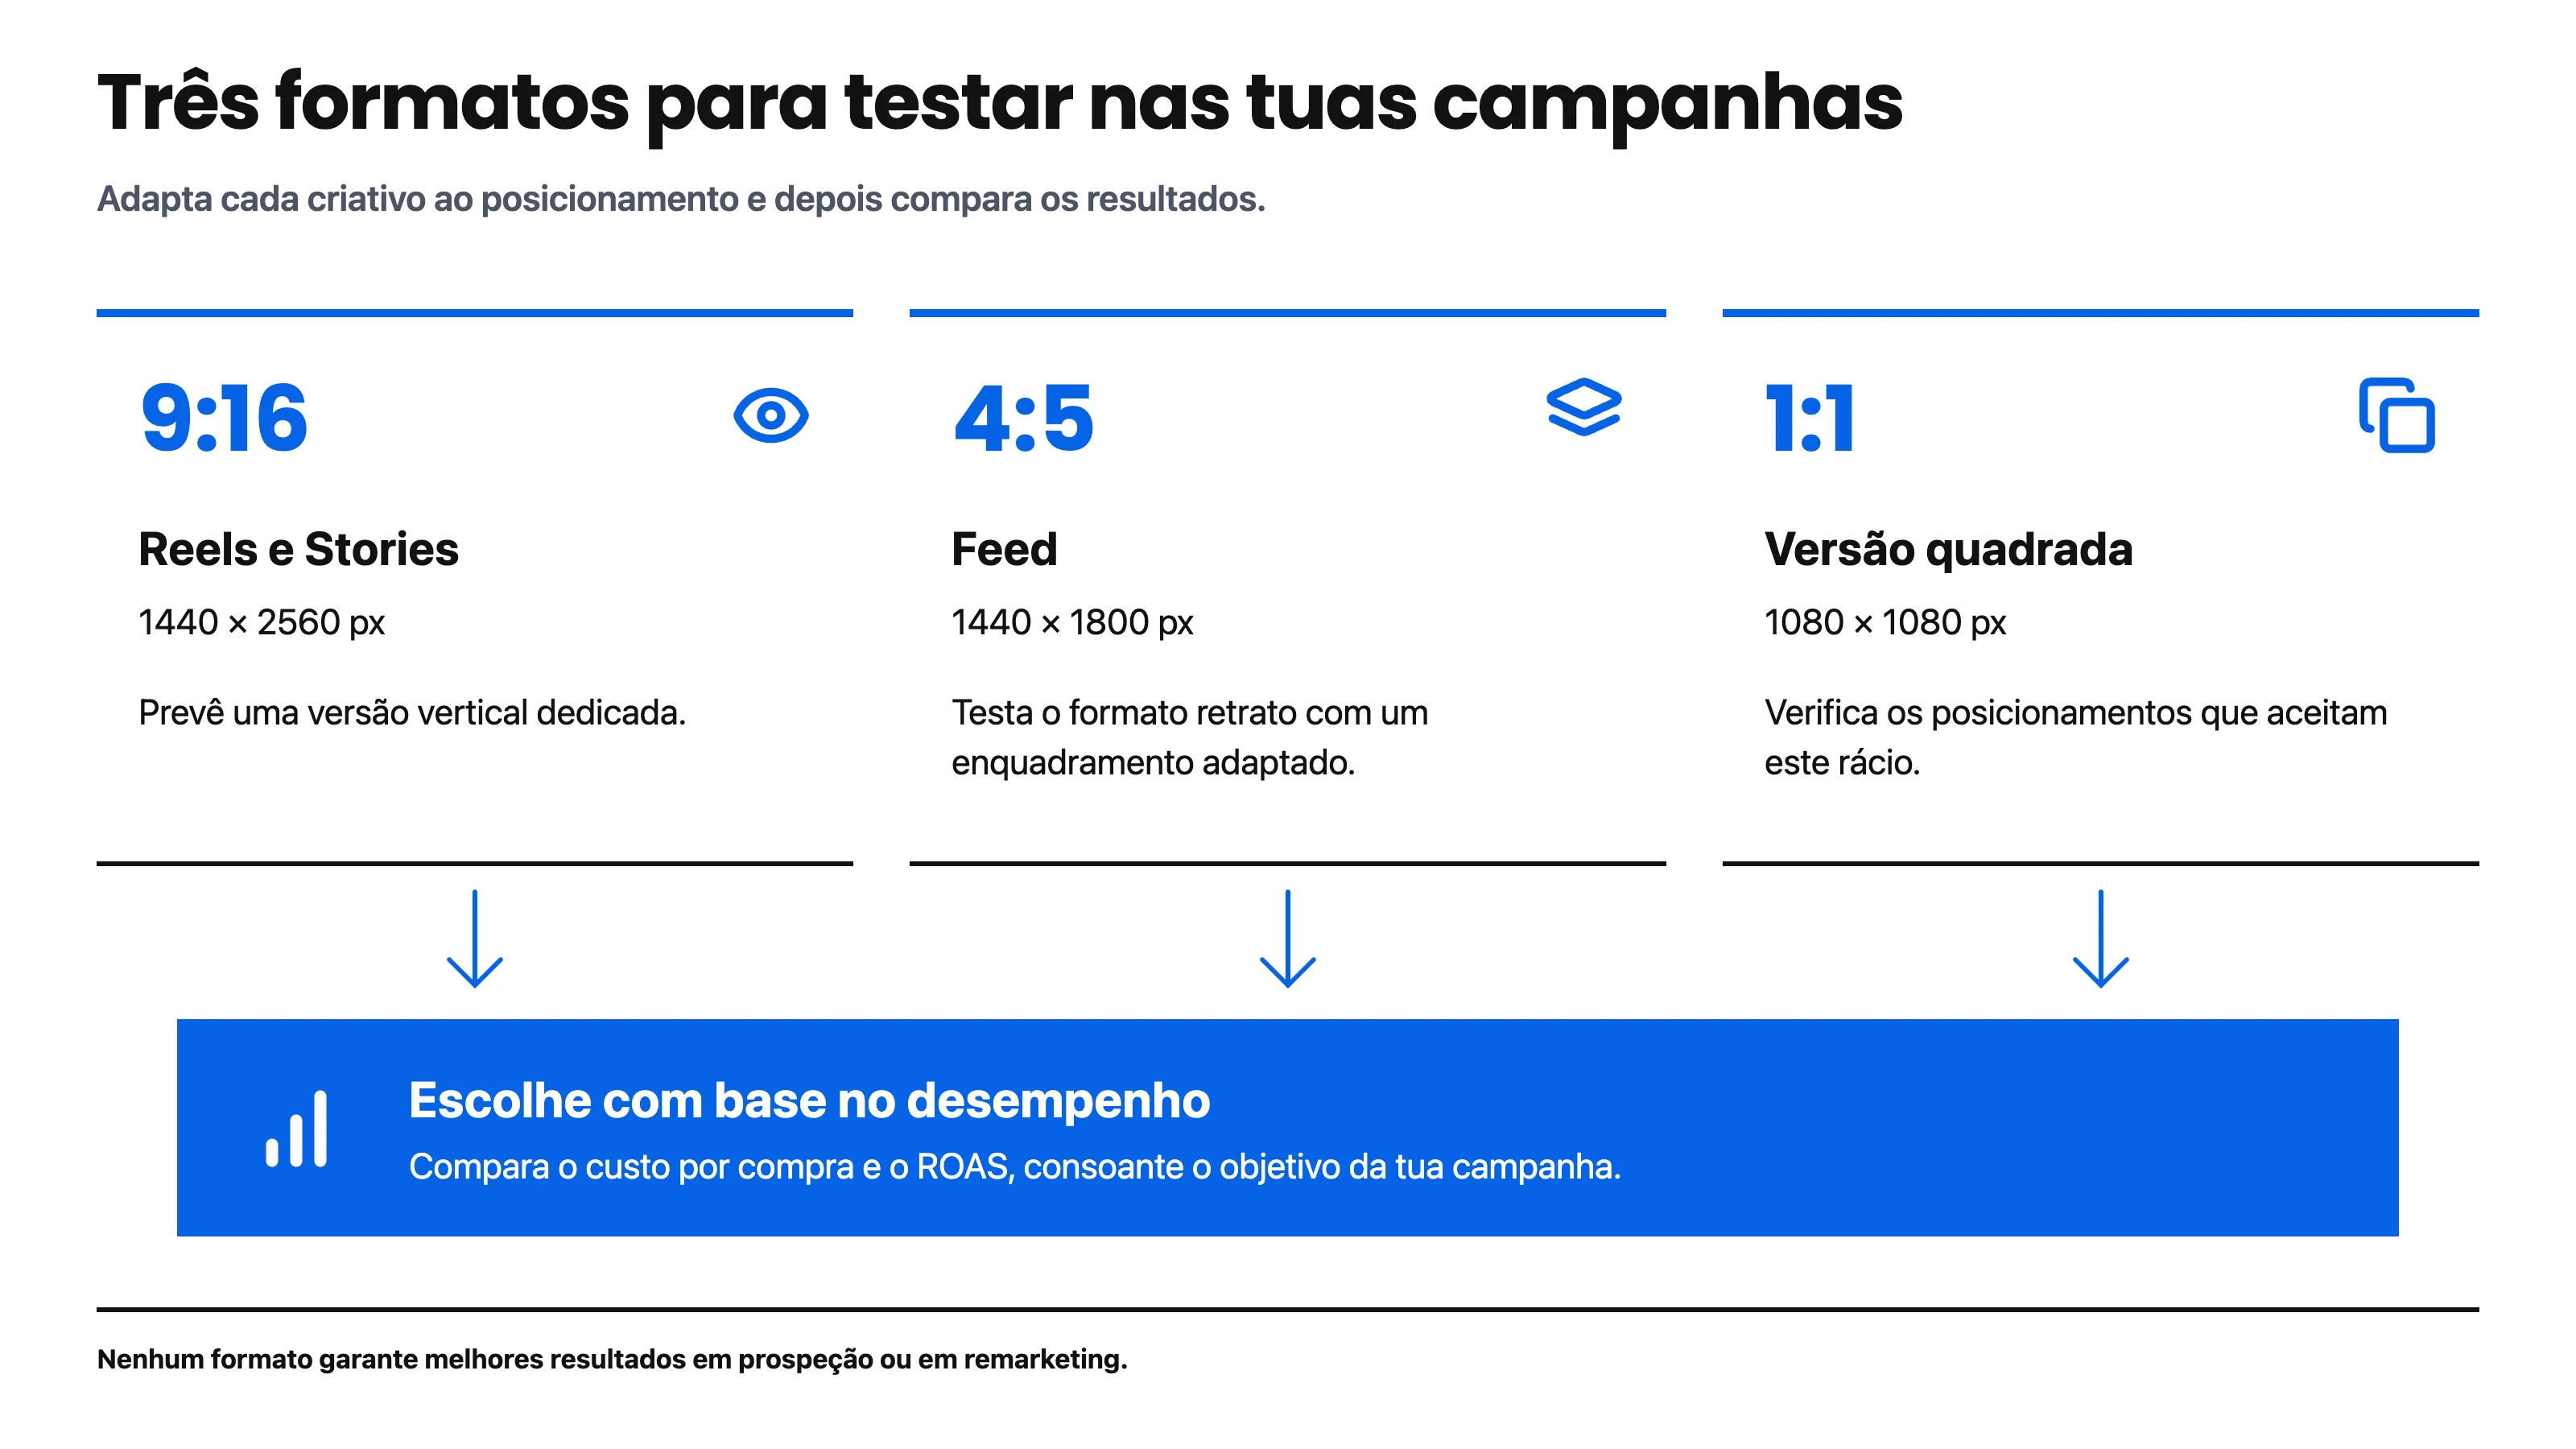 Três formatos para testar nas tuas campanhas
Adapta cada criativo ao posicionamento e depois compara os resultados.
9:16
Reels e Stories
1440 × 2560 px
Prevê uma versão vertical dedicada.
4:5
Feed
1440 × 1800 px
Testa o formato retrato com um
enquadramento adaptado.
1:1
Versão quadrada
1080 × 1080 px
Verifica os posicionamentos que aceitam
este rácio.
Escolhe com base no desempenho
Compara o custo por compra e o ROAS, consoante o objetivo da tua campanha.
Nenhum formato garante melhores resultados em prospeção ou em remarketing.